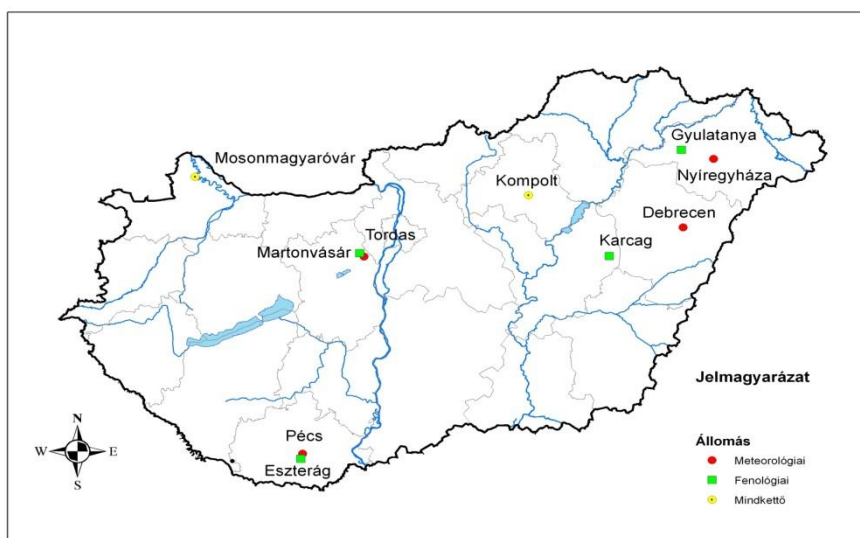 Gyulatanya
Mosonmagyaróvár
Nyíregyháza
Kompolt
Debrecen
Tordas
Martonvásár
Karcag
Jelmagyarázat
Pécs
Eszterág
N
W
E
S
Állomás
Meteorológiai
Fenológiai
Mindkettő